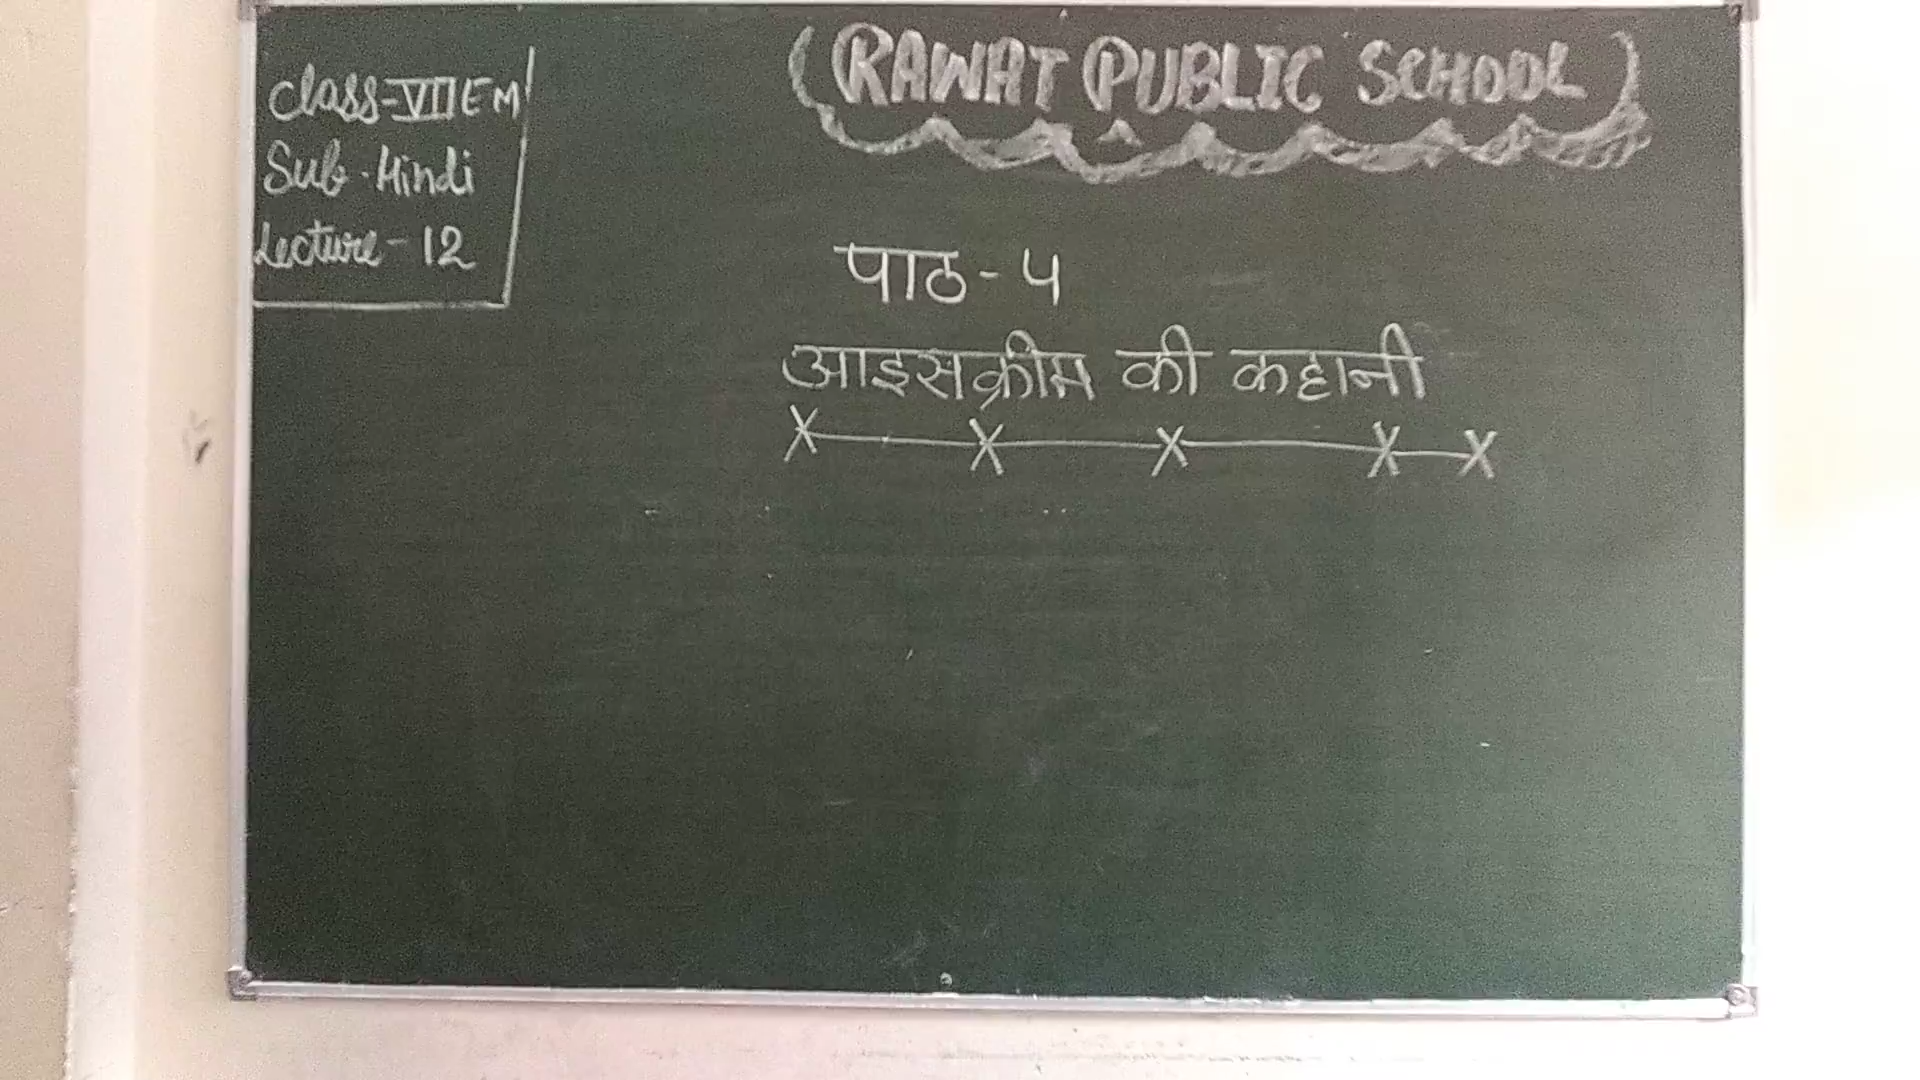 RAWAT PUBLIC SCHOOL
Class-VII EM
Sub-Hindi
Lecture-12
पाठ-५
आइसक्रीम की कहानी